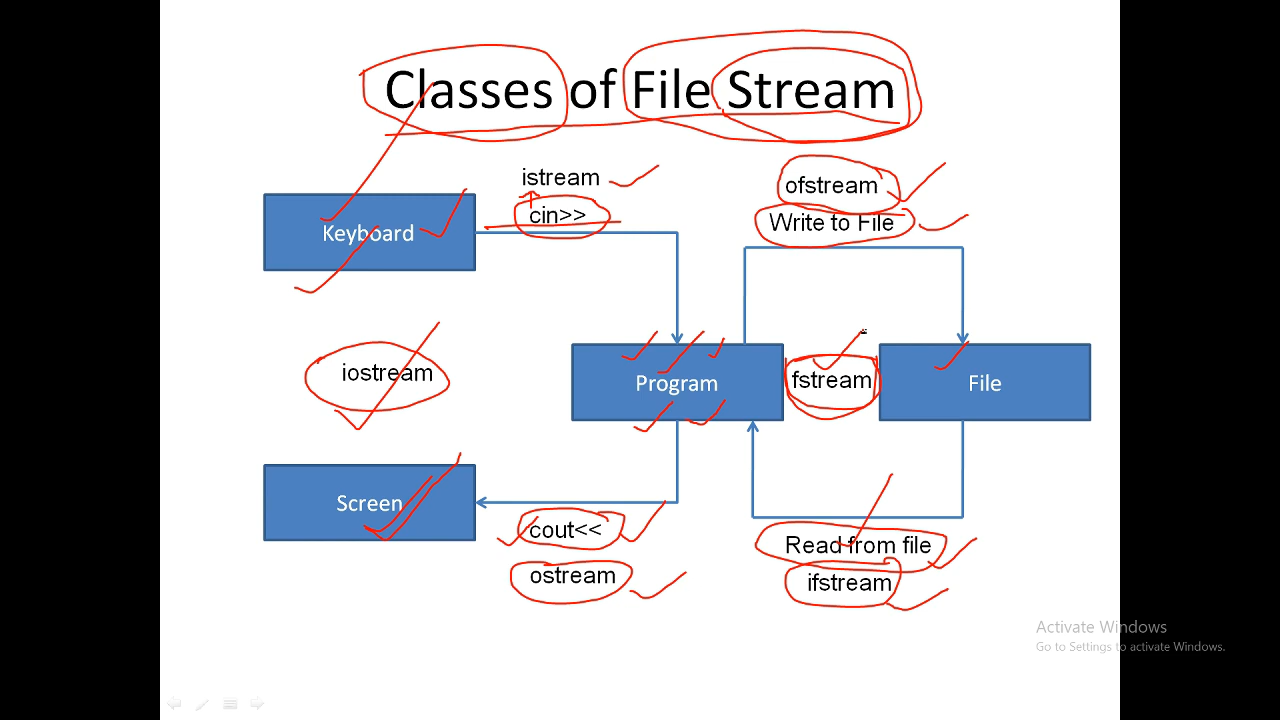 Classes of File Stream
istream
cin>>
Keyboard
ofstream
Write to File
iostream
Program
fstream
File
Screen
cout<<
ostream
Read from file
ifstream
Activate Windows
Go to Settings to activate Windows.